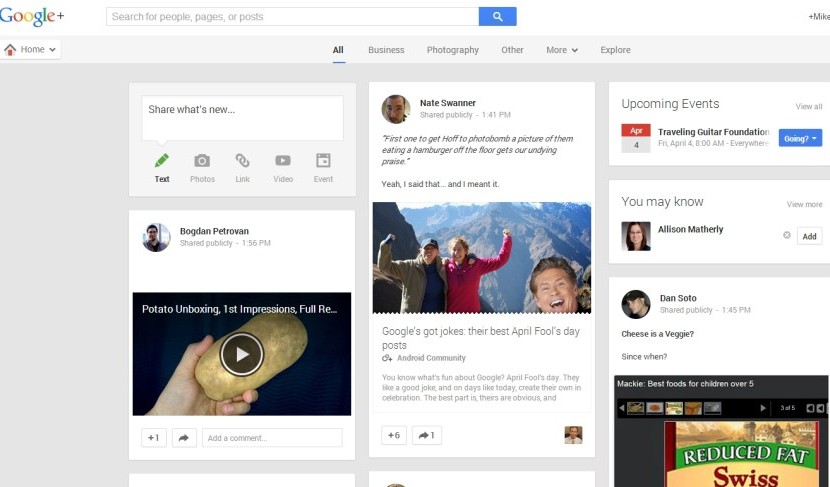 Google+
Search for people, pages, or posts
+Mike
Home
All
Business
Photography
Other
More
Explore
Share what's new...
Text
Photos
Link
Video
Event
Bogdan Petrovan
Shared publicly - 1:56 PM
Potato Unboxing, 1st Impressions, Full Re...
+1
Add a comment...
Nate Swanner
Shared publicly - 1:41 PM
"First one to get Hoff to photobomb a picture of them
eating a hamburger off the floor gets our undying
praise."
Yeah, I said that... and I meant it.
Google's got jokes: their best April Fool's day
posts
Android Community
You know what's fun about Google? April Fool's day. They
like a good joke, and on days like today, create their own in
celebration. The best part is, theirs are obvious, and
+6
1
Upcoming Events
View all
Apr
4
Traveling Guitar Foundation
Fri, April 4, 8:00 AM - Everywhere
Going?
You may know
View more
Allison Matherly
Add
Dan Soto
Shared publicly - 1:45 PM
Cheese is a Veggie?
Since when?
Mackie: Best foods for children over 5
3 of 5
REDUCED FAT
Swiss